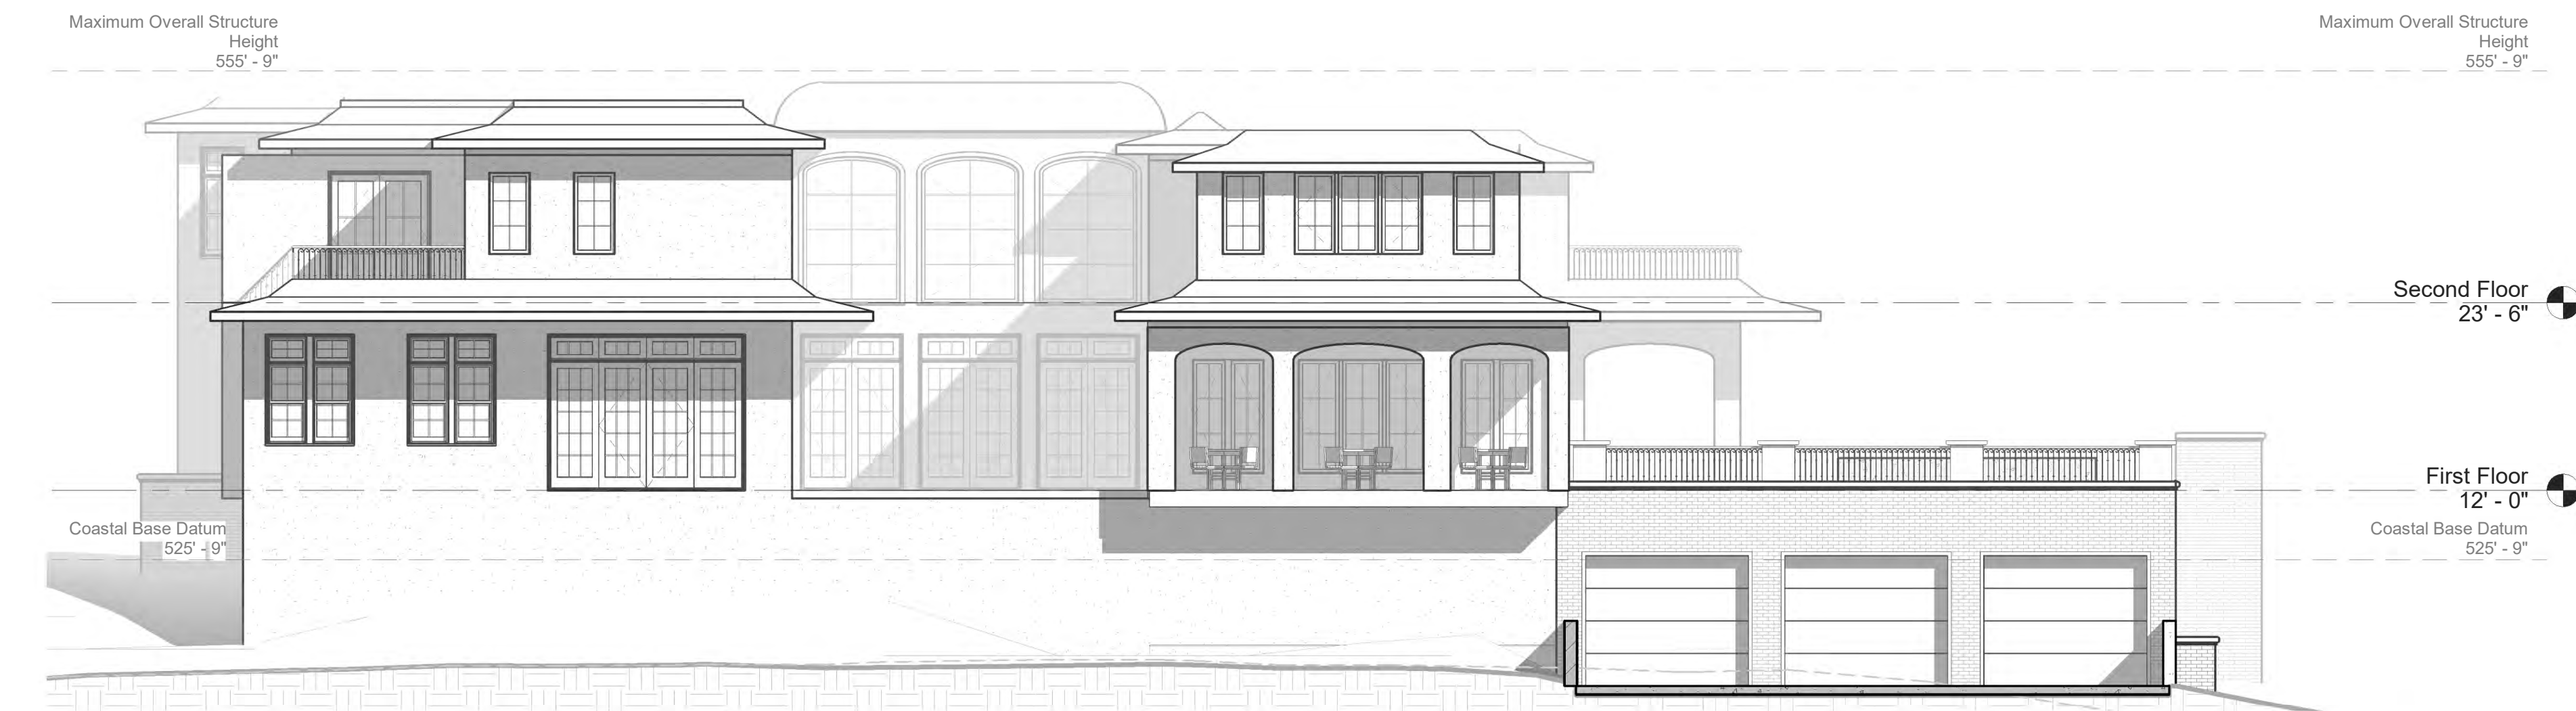 Maximum Overall Structure
Height
555' - 9"
Maximum Overall Structure
Height
555' - 9"
Second Floor
23' - 6"
First Floor
12' - 0"
Coastal Base Datum
525' - 9"
Coastal Base Datum
525' - 9"